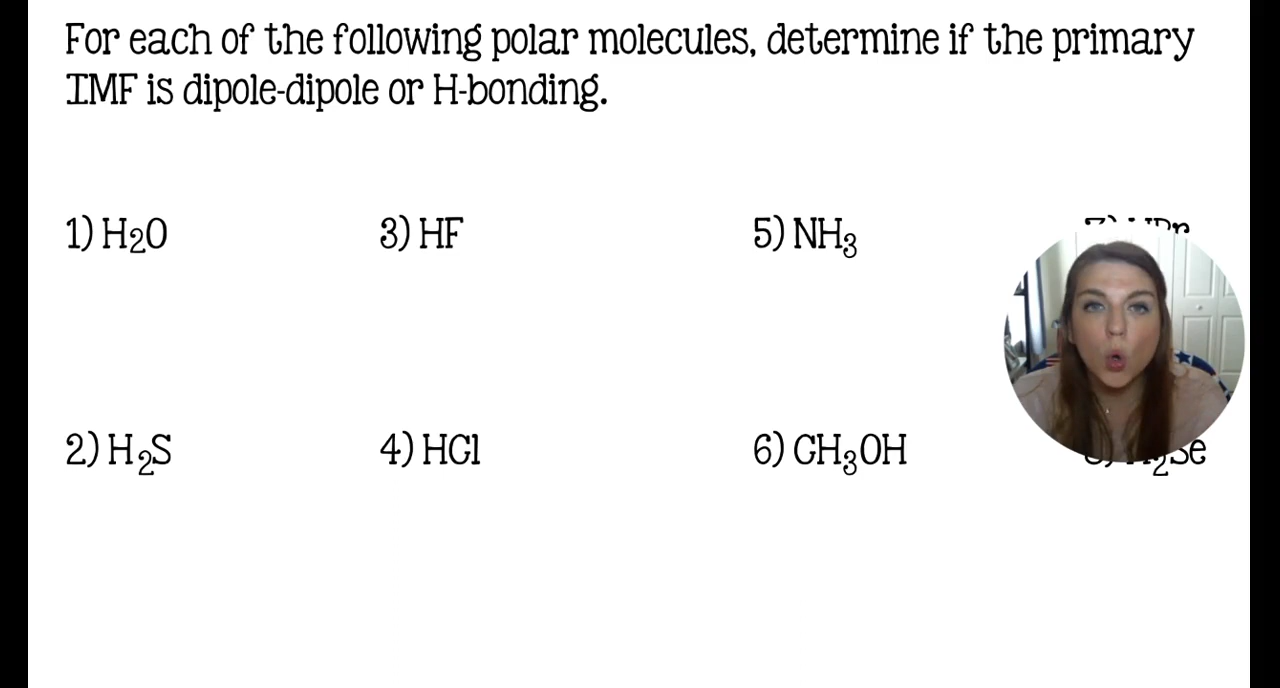 For each of the following polar molecules, determine if the primary
IMF is dipole-dipole or H-bonding.
1) H₂O
3) HF
5) NH₃
2) H₂S
4) HCl
6) CH₃OH